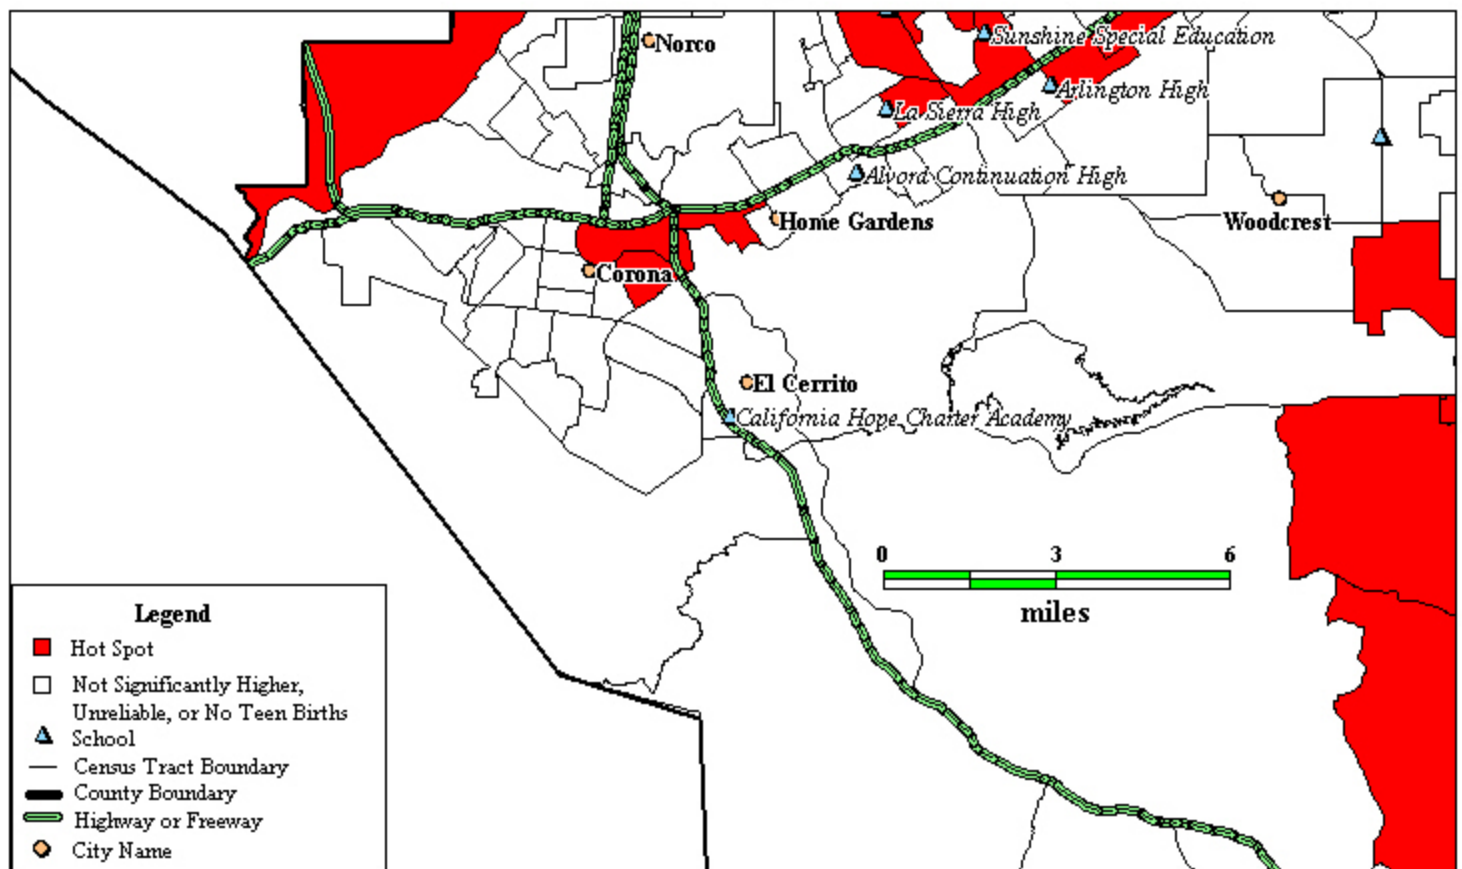 Norco
Sunshine Special Education
Arlington High
La Sierra High
Alvord Continuation High
Home Gardens
Woodcrest
Corona
El Cerrito
California Hope Charter Academy
0 3 6
miles
Legend
Hot Spot
Not Significantly Higher,
Unreliable, or No Teen Births
School
Census Tract Boundary
County Boundary
Highway or Freeway
City Name